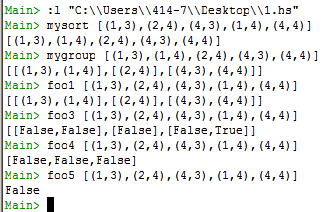 Main> :l "C:\\Users\\414-7\\Desktop\\1.hs"
Main> mysort [(1,3),(2,4),(4,3),(1,4),(4,4)]
[(1,3),(1,4),(2,4),(4,3),(4,4)]
Main> mygroup [(1,3),(1,4),(2,4),(4,3),(4,4)]
[[(1,3),(1,4)],[(2,4)],[(4,3),(4,4)]]
Main> foo1 [(1,3),(2,4),(4,3),(1,4),(4,4)]
[[(1,3),(1,4)],[(2,4)],[(4,3),(4,4)]]
Main> foo3 [(1,3),(2,4),(4,3),(1,4),(4,4)]
[[False,False],[False],[False,True]]
Main> foo4 [(1,3),(2,4),(4,3),(1,4),(4,4)]
[False,False,False]
Main> foo5 [(1,3),(2,4),(4,3),(1,4),(4,4)]
False
Main>